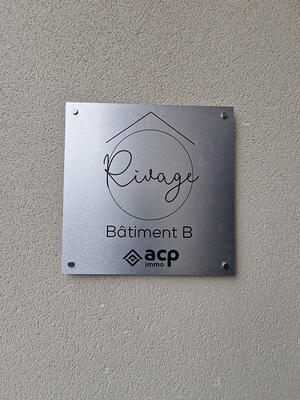 Rivage
Bâtiment B
acp
immo